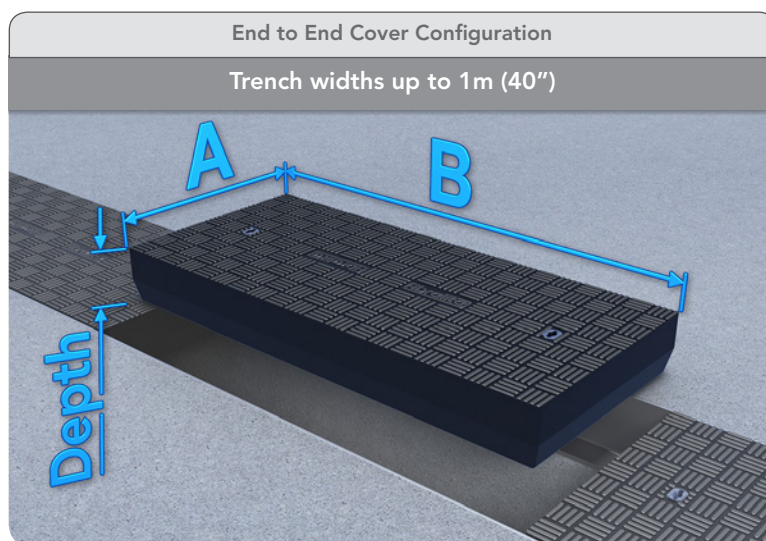 End to End Cover Configuration
Trench widths up to 1m (40”)
A
B
Depth